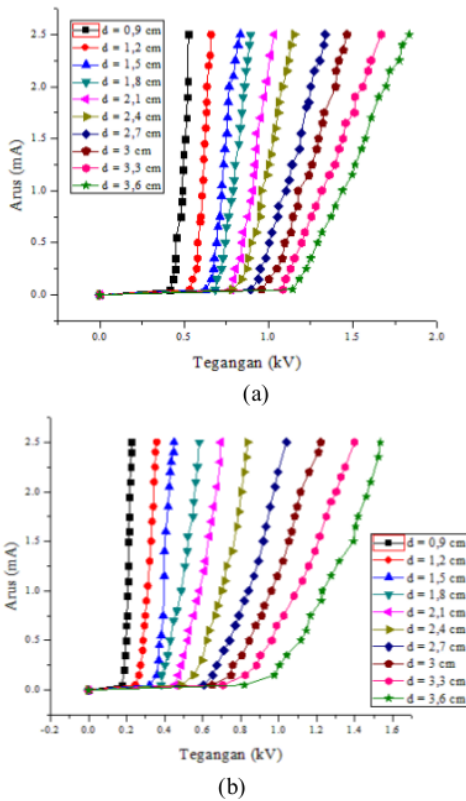 2.5
2.0
1.5
1.0
0.5
0.0
Arus (mA)
d = 0,9 cm
d = 1,2 cm
d = 1,5 cm
d = 1,8 cm
d = 2,1 cm
d = 2,4 cm
d = 2,7 cm
d = 3 cm
d = 3,3 cm
d = 3,6 cm
0.0 0.5 1.0 1.5 2.0
Tegangan (kV)
(a)
2.5
2.0
1.5
1.0
0.5
0.0
Arus (mA)
d = 0,9 cm
d = 1,2 cm
d = 1,5 cm
d = 1,8 cm
d = 2,1 cm
d = 2,4 cm
d = 2,7 cm
d = 3 cm
d = 3,3 cm
d = 3,6 cm
0.0 0.2 0.4 0.6 0.8 1.0 1.2 1.4 1.6
Tegangan (kV)
(b)